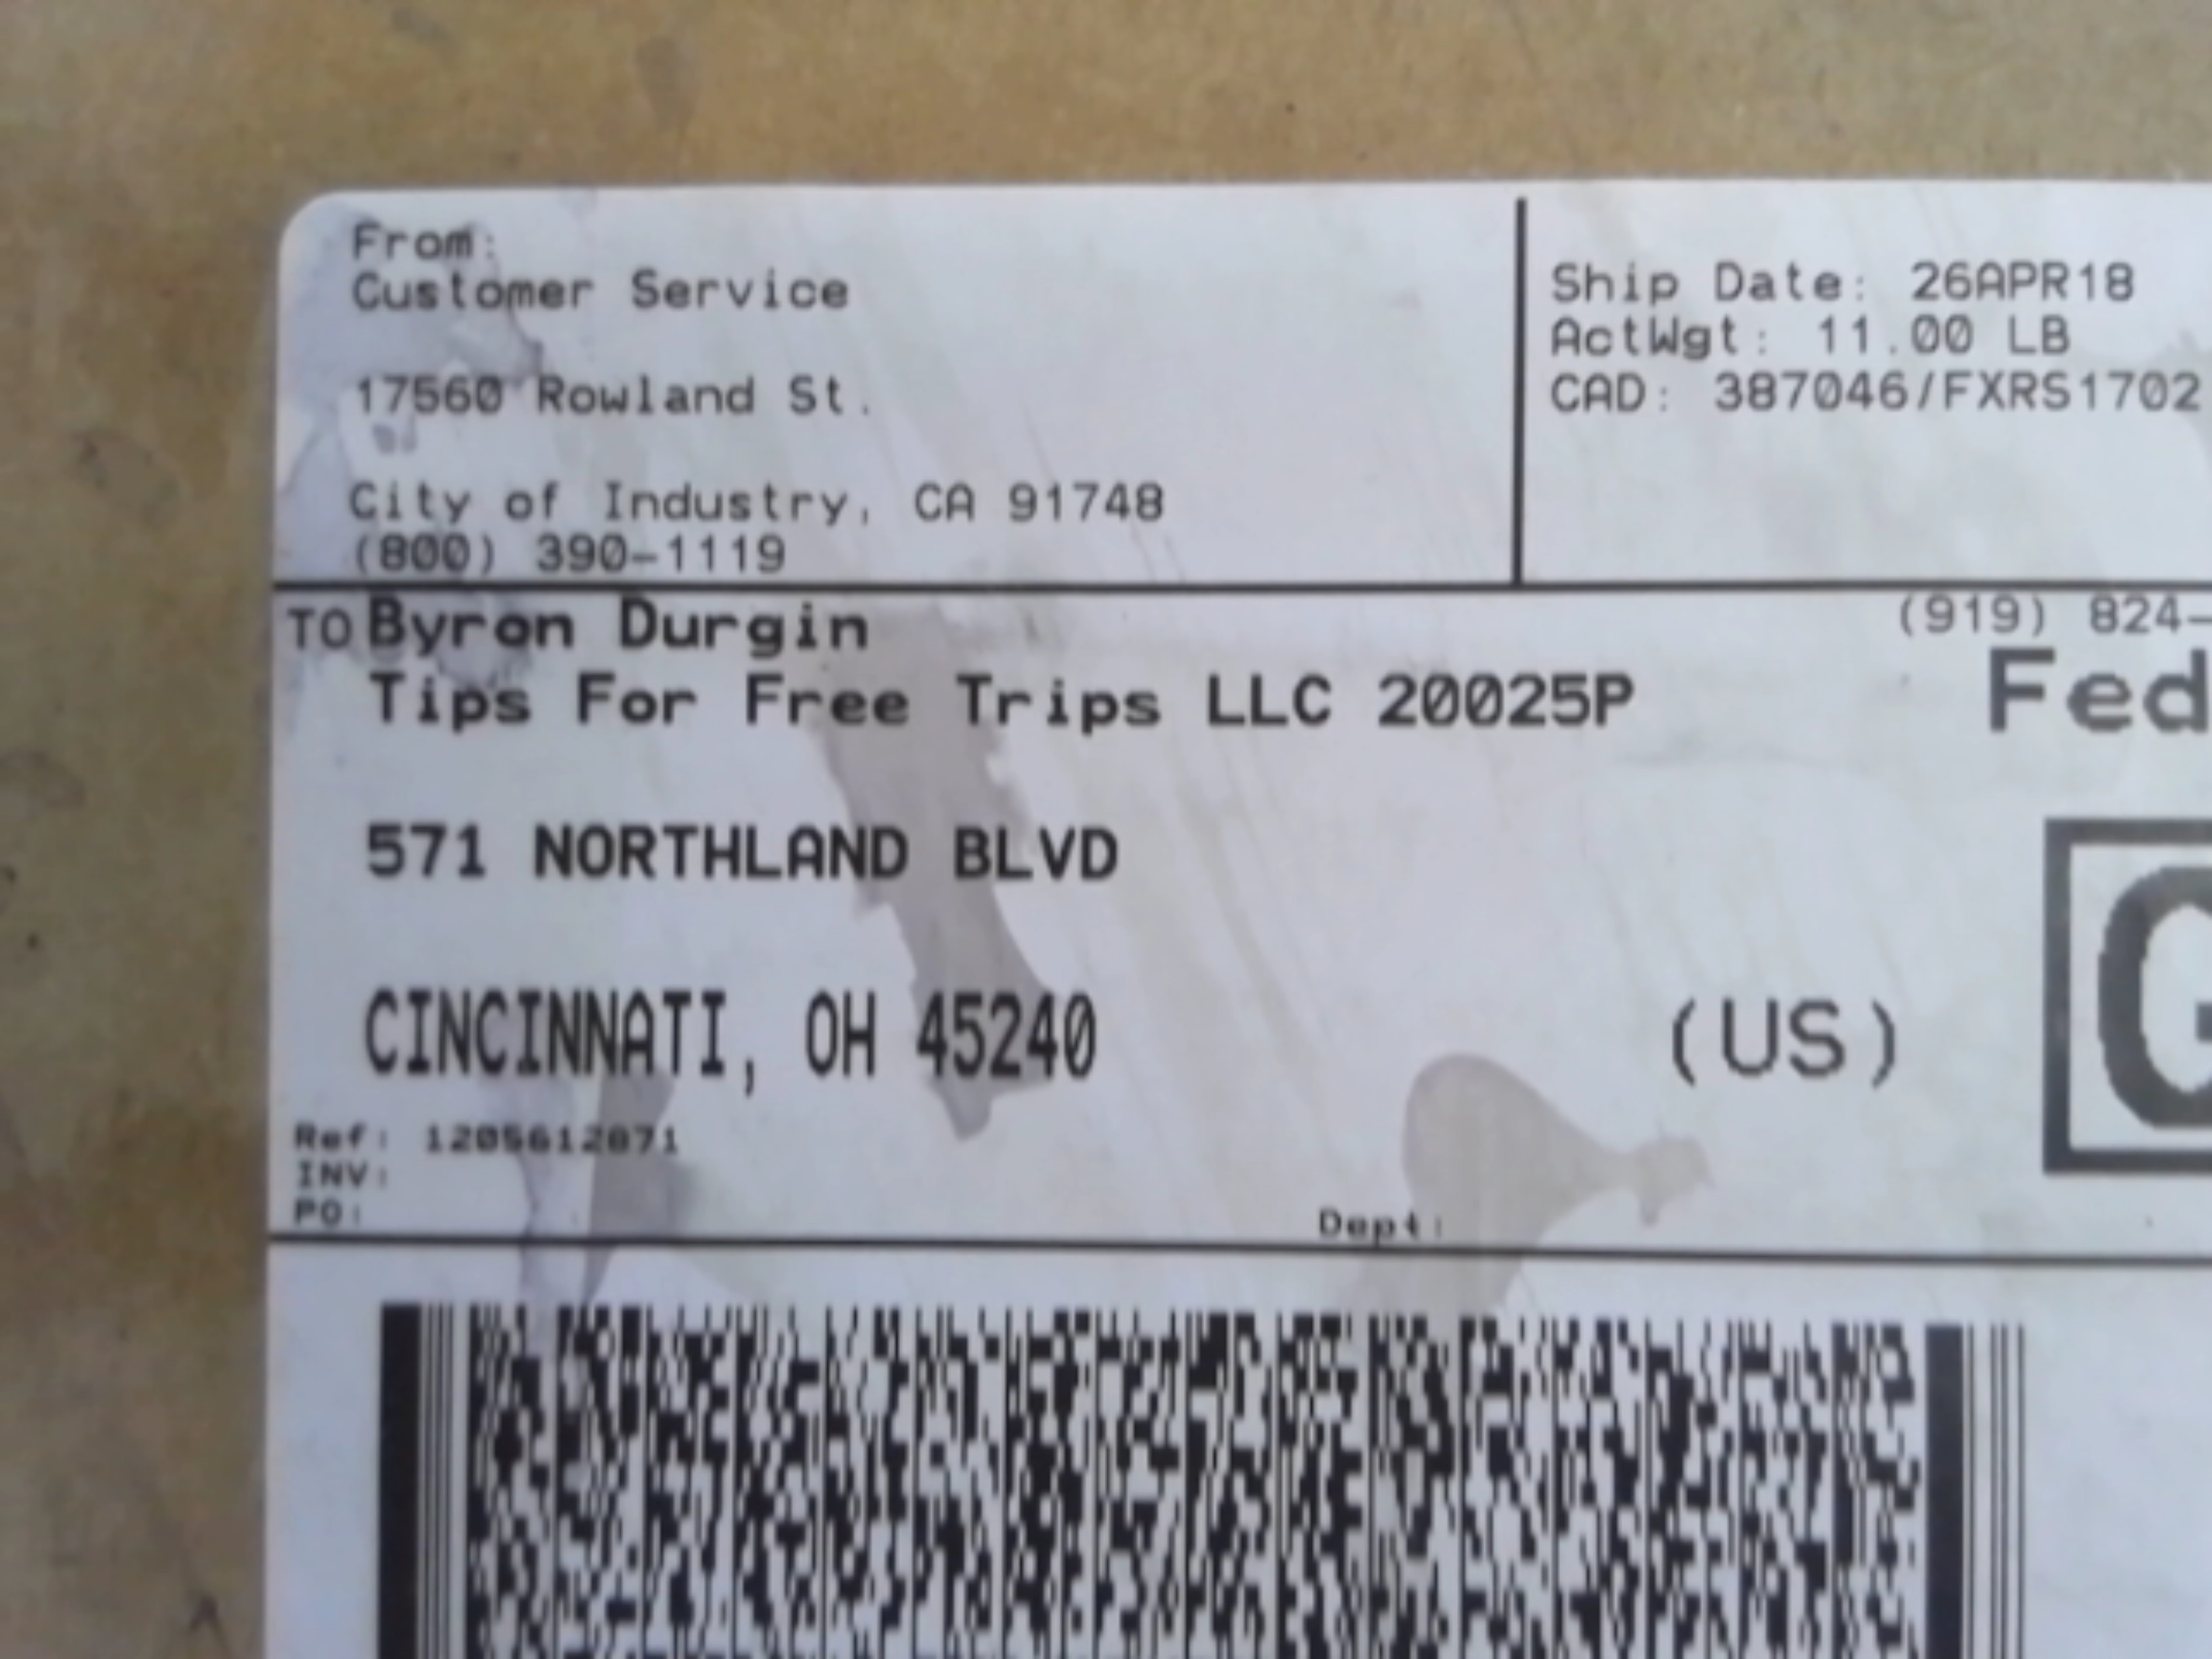 From:
Customer Service
17560 Rowland St.
City of Industry, CA 91748
(800) 390-1119
Ship Date: 26APR18
ActWgt: 11.00 LB
CAD: 387046/FXRS1702
TO Byron Durgin
(919) 824-
Tips For Free Trips LLC 20025P
Fed
571 NORTHLAND BLVD
G
CINCINNATI, OH 45240
(US)
Ref: 1205612871
INV:
PO:
Dept: